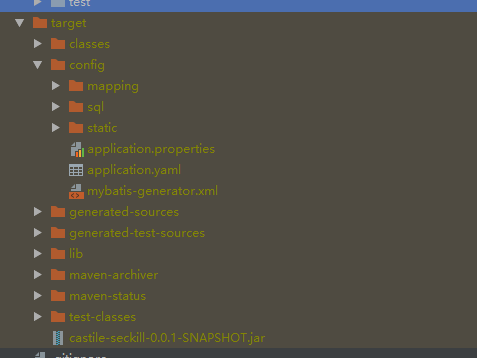 test
target
classes
config
mapping
sql
static
application.properties
application.yaml
mybatis-generator.xml
generated-sources
generated-test-sources
lib
maven-archiver
maven-status
test-classes
castile-seckill-0.0.1-SNAPSHOT.jar
.gitignore